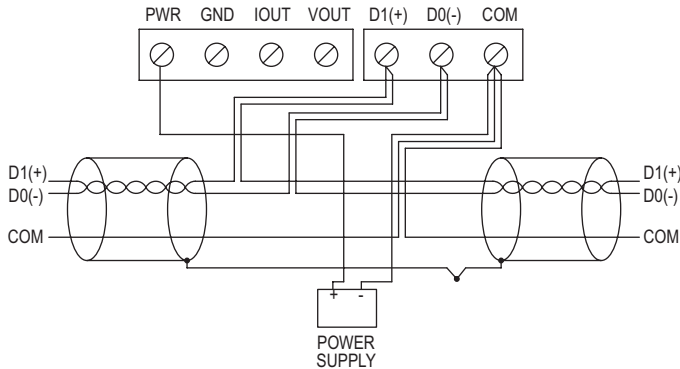 PWR GND IOUT VOUT D1(+) D0(-) COM
D1(+) D1(+)
D0(-) D0(-)
COM COM
+ -
POWER
SUPPLY